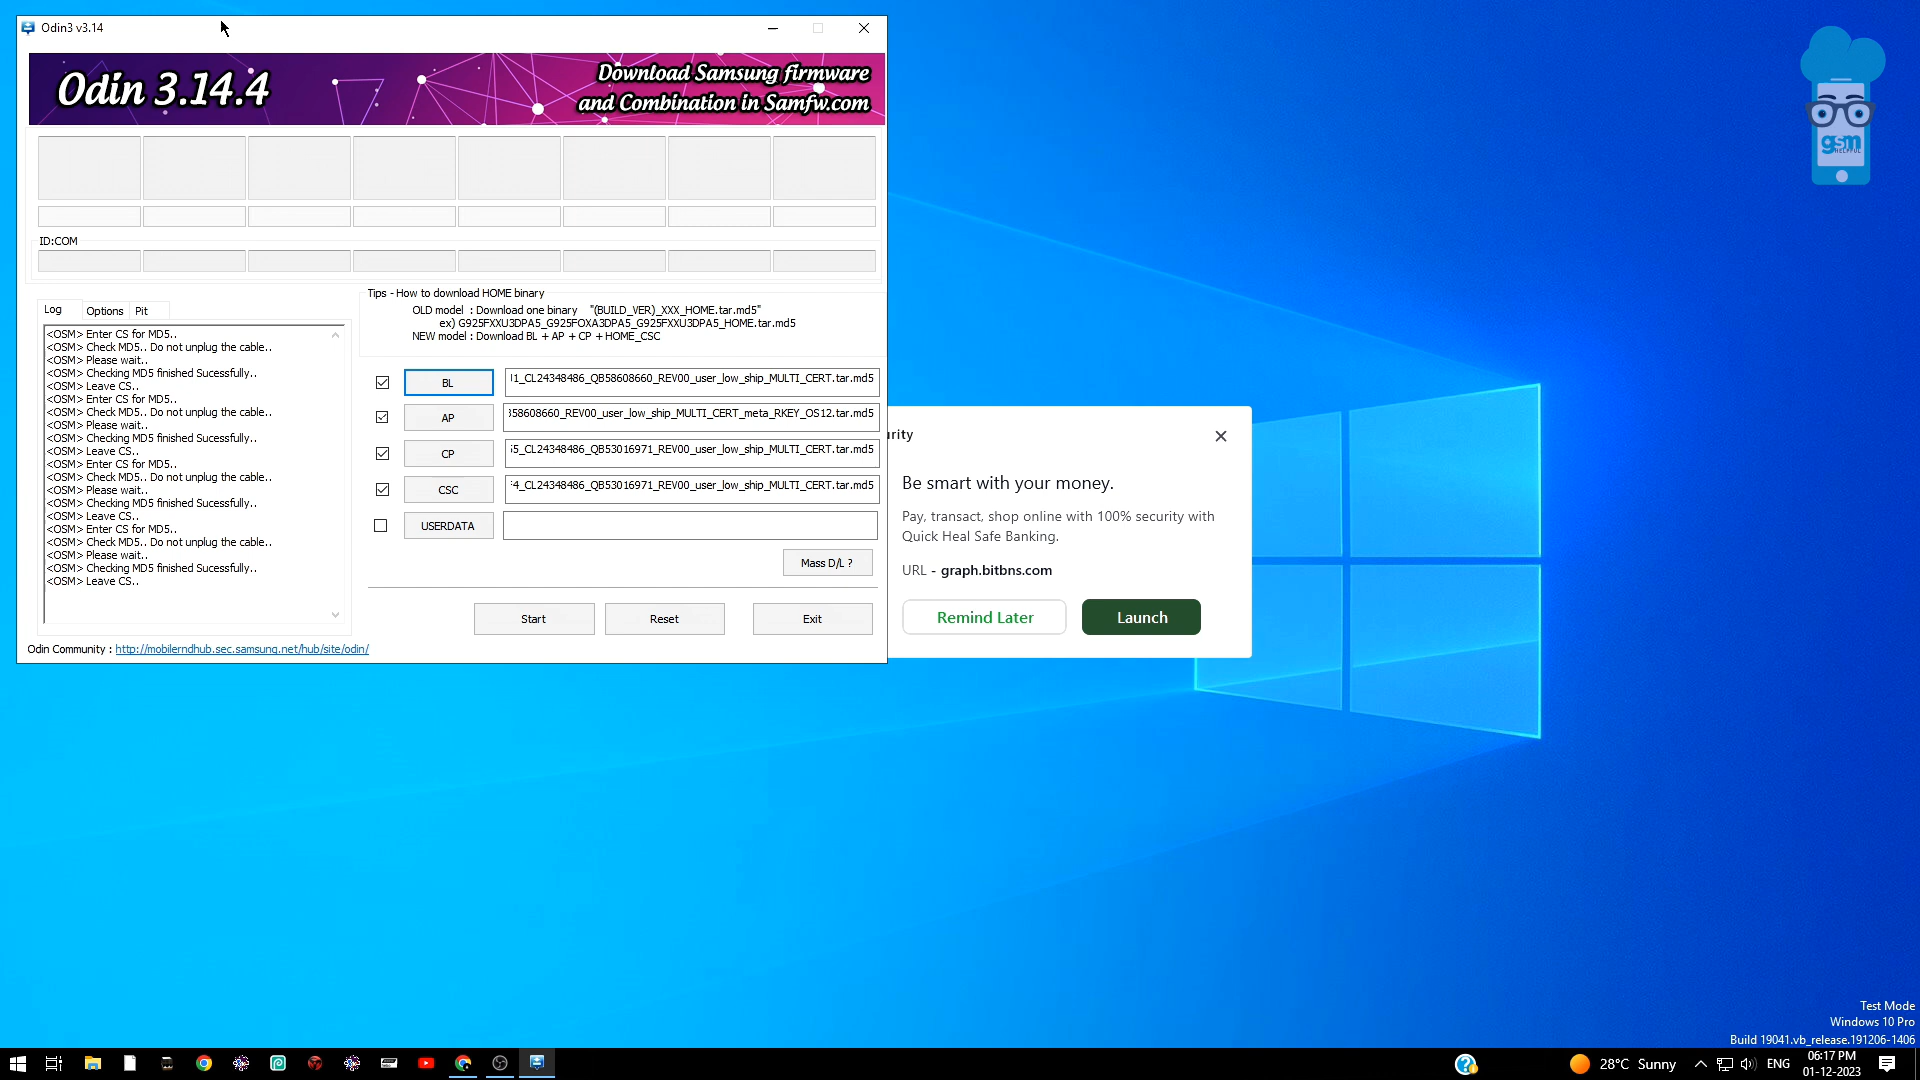 Odin3 v3.14
Odin 3.14.4
Download Samsung firmware
and Combination in Samfw.com
ID:COM
Log
Options
Pit
<OSM> Enter CS for MD5..
<OSM> Check MD5.. Do not unplug the cable..
<OSM> Please wait..
<OSM> Checking MD5 finished Sucessfully..
<OSM> Leave CS..
<OSM> Enter CS for MD5..
<OSM> Check MD5.. Do not unplug the cable..
<OSM> Please wait..
<OSM> Checking MD5 finished Sucessfully..
<OSM> Leave CS..
<OSM> Enter CS for MD5..
<OSM> Check MD5.. Do not unplug the cable..
<OSM> Please wait..
<OSM> Checking MD5 finished Sucessfully..
<OSM> Leave CS..
<OSM> Enter CS for MD5..
<OSM> Check MD5.. Do not unplug the cable..
<OSM> Please wait..
<OSM> Checking MD5 finished Sucessfully..
<OSM> Leave CS..
Tips - How to download HOME binary
OLD model : Download one binary "(BUILD_VER)_XXX_HOME.tar.md5"
ex) G925FXXU3DPA5_G925FOXA3DPA5_G925FXXU3DPA5_HOME.tar.md5
NEW model : Download BL + AP + CP + HOME_CSC
BL
1_CL24348486_QB58608660_REV00_user_low_ship_MULTI_CERT.tar.md5
AP
58608660_REV00_user_low_ship_MULTI_CERT_meta_RKEY_OS12.tar.md5
CP
5_CL24348486_QB53016971_REV00_user_low_ship_MULTI_CERT.tar.md5
CSC
4_CL24348486_QB53016971_REV00_user_low_ship_MULTI_CERT.tar.md5
USERDATA
Mass D/L ?
Start
Reset
Exit
Odin Community : http://mobilerndhub.sec.samsung.net/hub/site/odin/
rity
Be smart with your money.
Pay, transact, shop online with 100% security with
Quick Heal Safe Banking.
URL - graph.bitbns.com
Remind Later
Launch
gsm
HELPFUL
Test Mode
Windows 10 Pro
Build 19041.vb_release.191206-1406
28°C Sunny
ENG
06:17 PM
01-12-2023